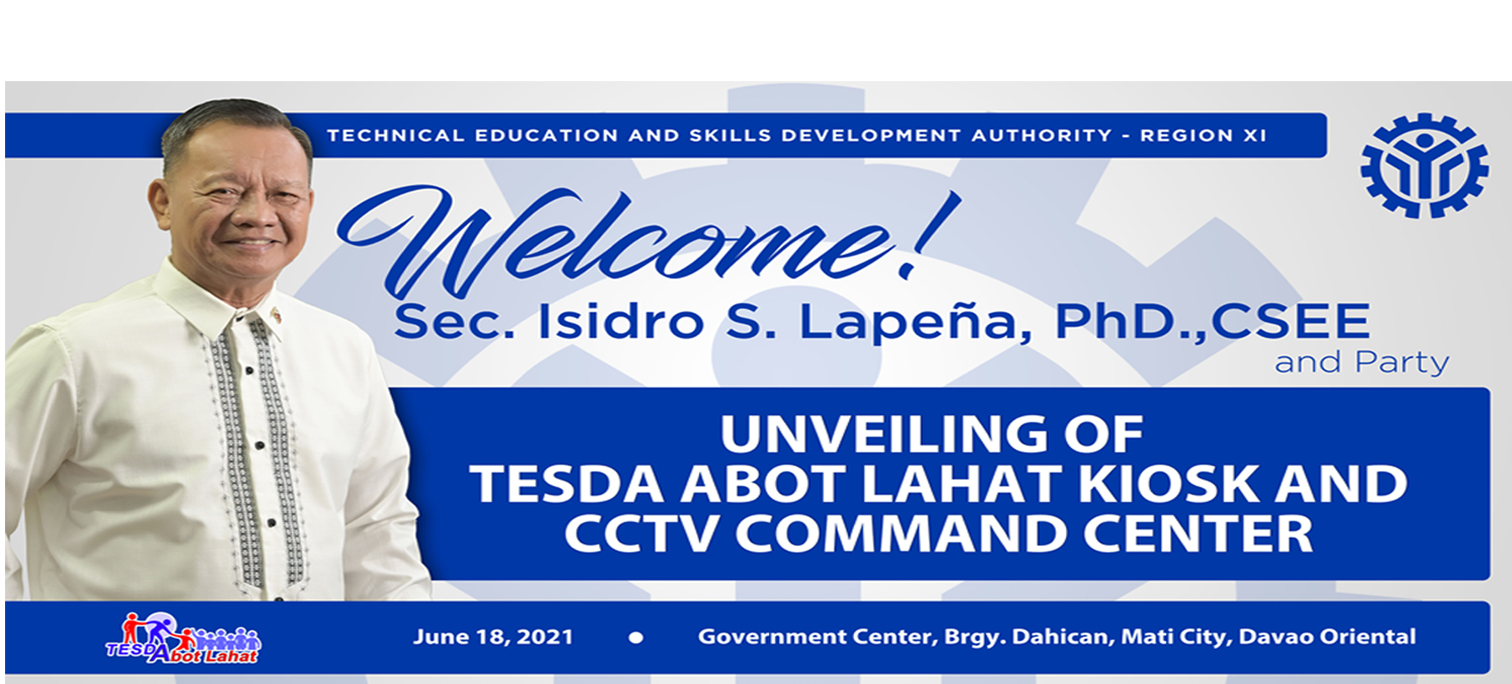 TECHNICAL EDUCATION AND SKILLS DEVELOPMENT AUTHORITY - REGION XI
Welcome!
Sec. Isidro S. Lapeña, PhD.,CSEE
and Party
UNVEILING OF
TESDA ABOT LAHAT KIOSK AND
CCTV COMMAND CENTER
TESDAbot Lahat
June 18, 2021 ● Government Center, Brgy. Dahican, Mati City, Davao Oriental